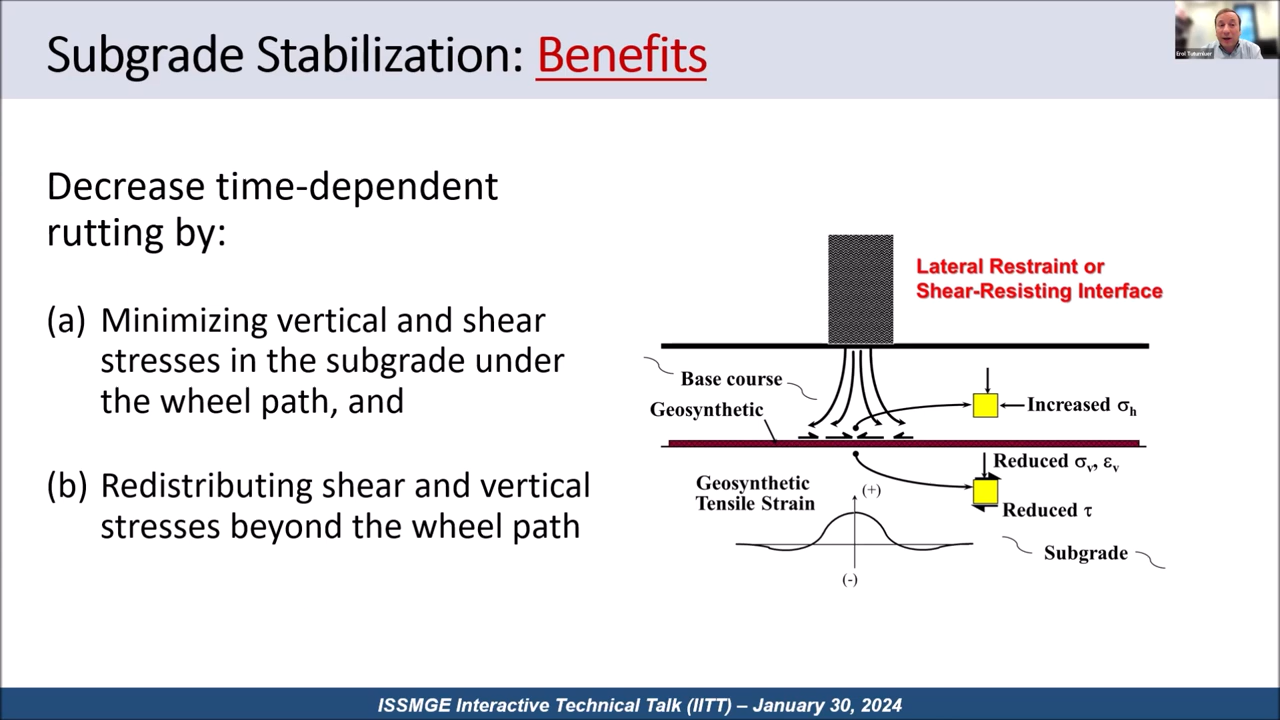 Subgrade Stabilization: Benefits
Erol Tutumluer
Decrease time-dependent
rutting by:
(a) Minimizing vertical and shear
stresses in the subgrade under
the wheel path, and
(b) Redistributing shear and vertical
stresses beyond the wheel path
Lateral Restraint or
Shear-Resisting Interface
Base course
Geosynthetic
Increased σh
Reduced σv, εv
Geosynthetic
Tensile Strain
(+)
Reduced τ
Subgrade
(-)
ISSMGE Interactive Technical Talk (IITT) – January 30, 2024